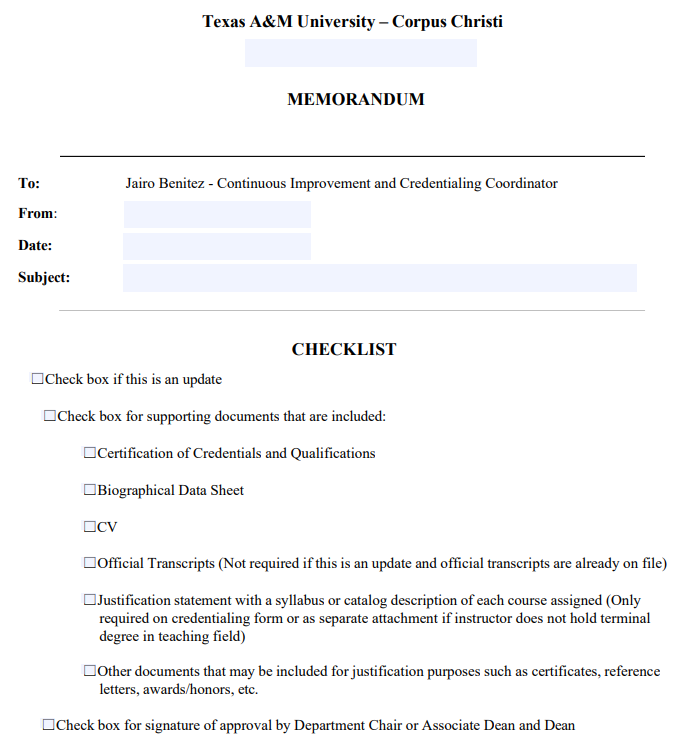 Texas A&M University – Corpus Christi
MEMORANDUM
To: Jairo Benitez - Continuous Improvement and Credentialing Coordinator
From:
Date:
Subject:
CHECKLIST
☐Check box if this is an update
☐Check box for supporting documents that are included:
☐Certification of Credentials and Qualifications
☐Biographical Data Sheet
☐CV
☐Official Transcripts (Not required if this is an update and official transcripts are already on file)
☐Justification statement with a syllabus or catalog description of each course assigned (Only
required on credentialing form or as separate attachment if instructor does not hold terminal
degree in teaching field)
☐Other documents that may be included for justification purposes such as certificates, reference
letters, awards/honors, etc.
☐Check box for signature of approval by Department Chair or Associate Dean and Dean